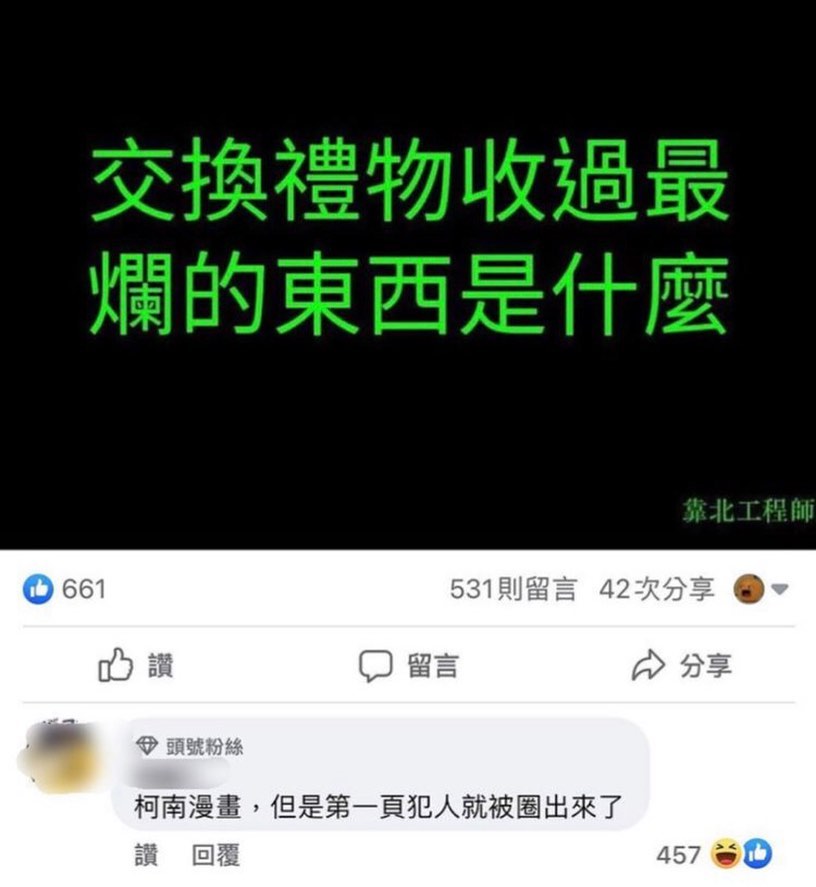 交換禮物收過最
爛的東西是什麼
靠北工程師
661
531則留言 42次分享
讚 留言 分享
頭號粉絲
柯南漫畫，但是第一頁犯人就被圈出來了
讚 回覆
457